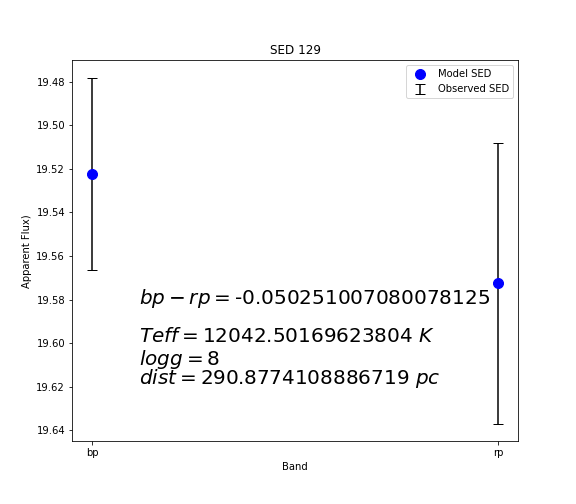 SED 129
Model SED
Observed SED
19.48
19.50
19.52
19.54
19.56
19.58
19.60
19.62
19.64
Apparent Flux)
bp − rp = -0.050251007080078125
Teff = 12042.50169623804 K
logg = 8
dist = 290.8774108886719 pc
bp
rp
Band